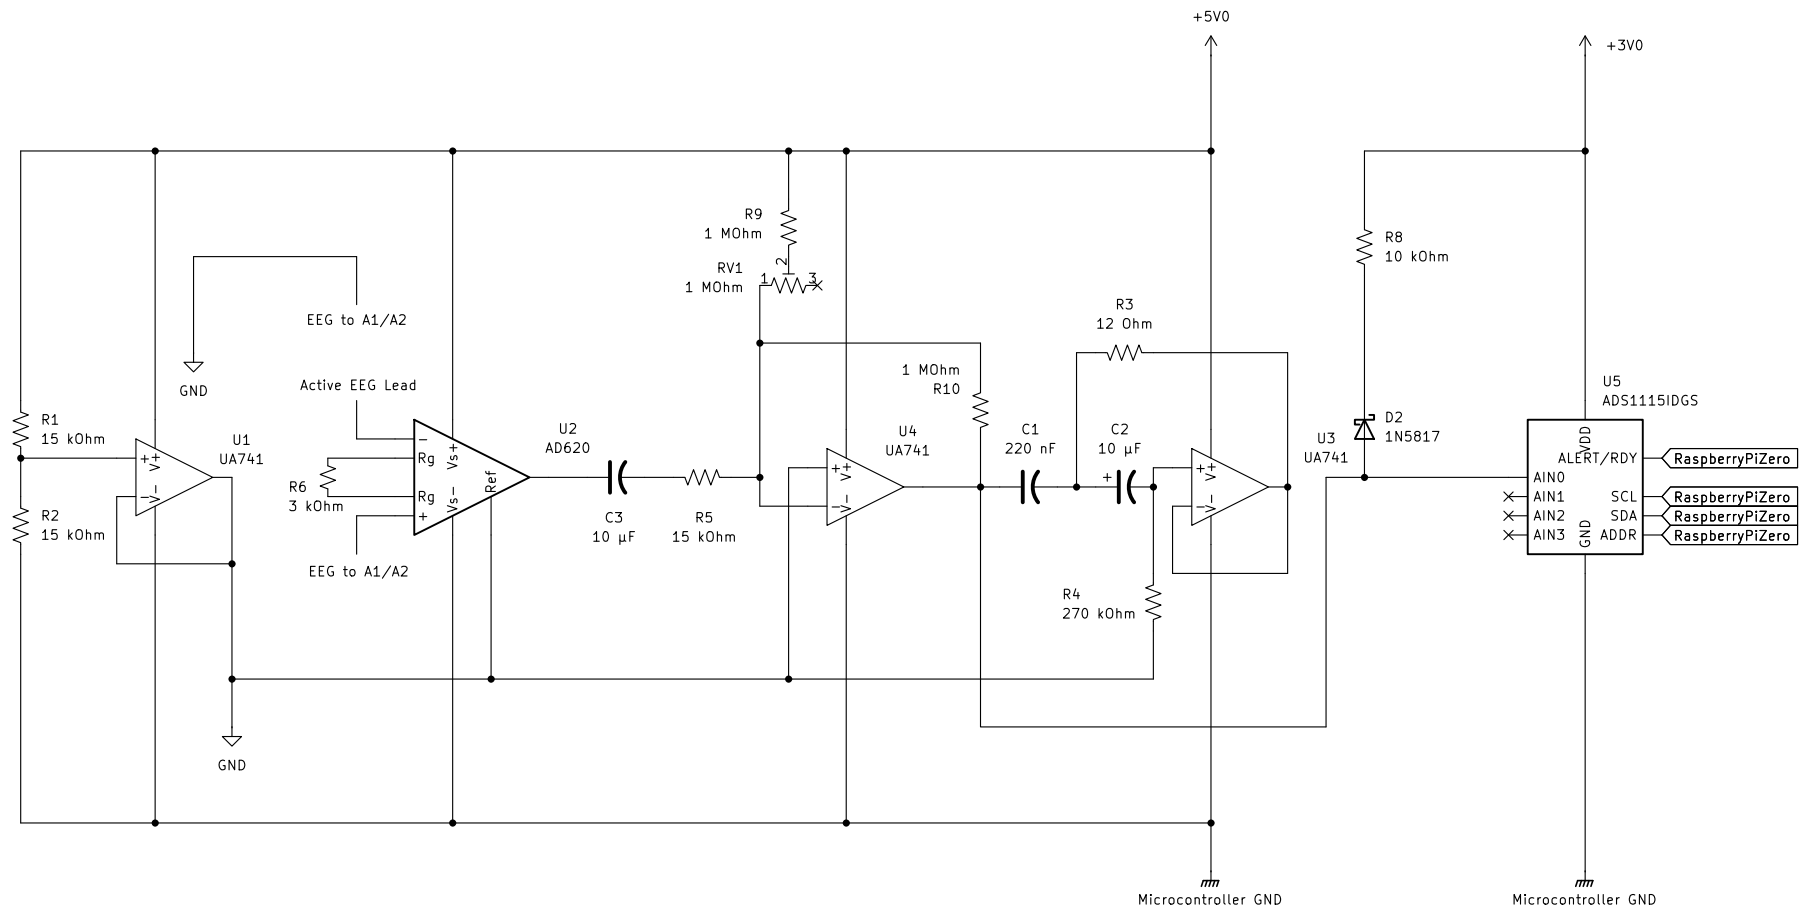 +5V0
+3V0
R9
1 MOhm
2
RV1
1 MOhm
1
3
R8
10 kOhm
EEG to A1/A2
R3
12 Ohm
GND
Active EEG Lead
1 MOhm
R10
U5
ADS1115IDGS
R1
15 kOhm
U1
UA741
+
V+
-
V-
U2
AD620
-
Rg
Rg
+
Vs+
Vs-
Ref
R6
3 kOhm
C3
10 µF
R5
15 kOhm
U4
UA741
+
V+
-
V-
C1
220 nF
C2
10 µF
+
U3
UA741
+
V+
-
V-
D2
1N5817
VDD
ALERT/RDY
RaspberryPiZero
AIN0
AIN1
SCL
RaspberryPiZero
AIN2
SDA
RaspberryPiZero
AIN3
GND
ADDR
RaspberryPiZero
R2
15 kOhm
EEG to A1/A2
R4
270 kOhm
GND
Microcontroller GND
Microcontroller GND